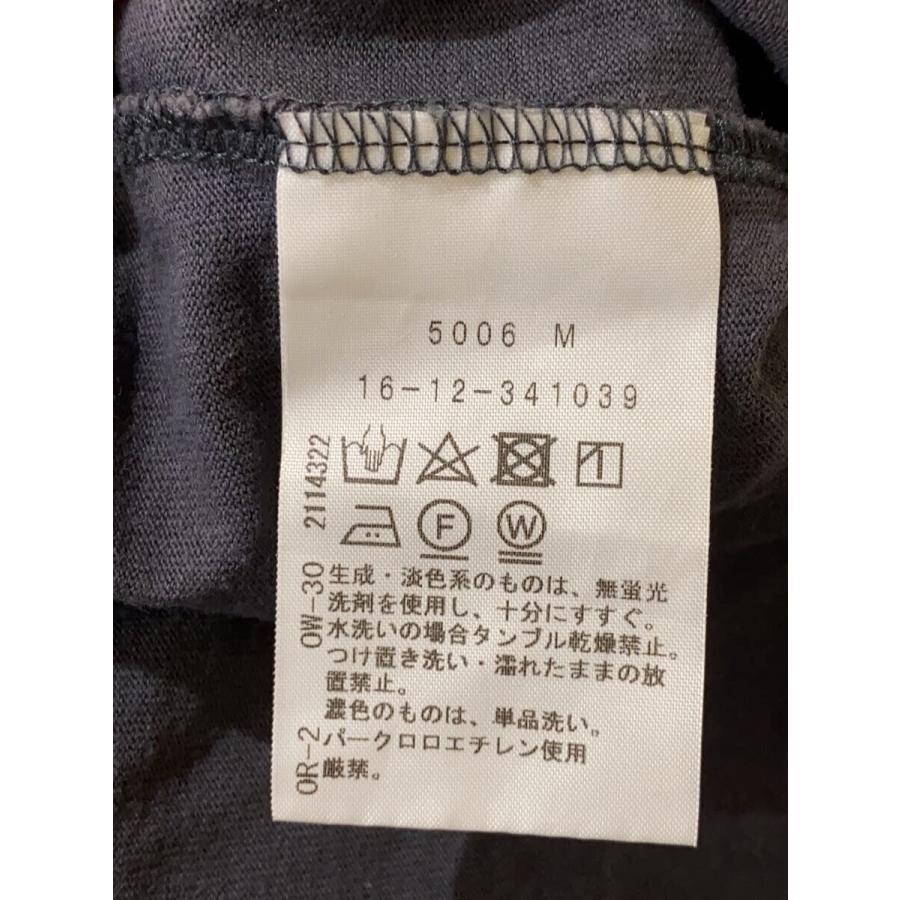 5006 M
16-12-341039
F
W
生成・淡色系のものは、無蛍光
洗剤を使用し、十分にすすぐ。
水洗いの場合タンブル乾燥禁止。
つけ置き洗い・濡れたままの放
置禁止。
濃色のものは、単品洗い。
パークロロエチレン使用
厳禁。
OR-2 OW-30 2114322